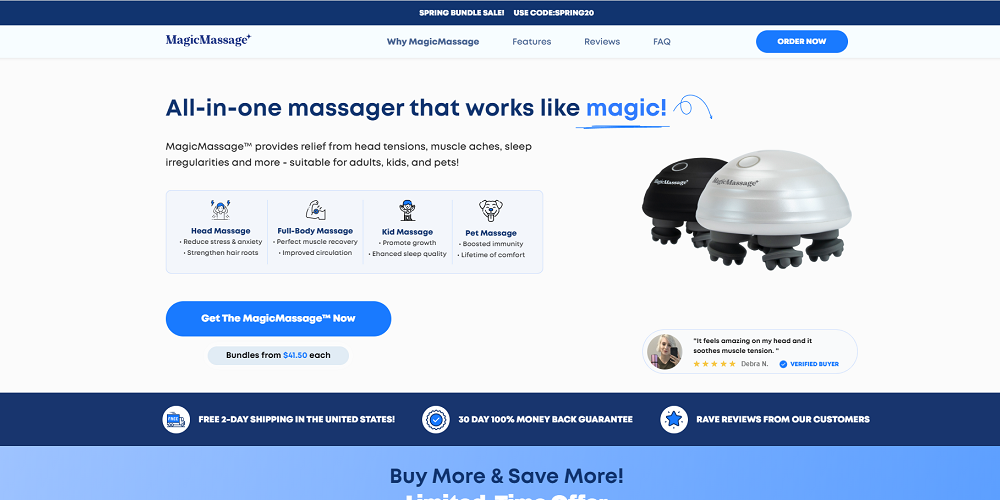 SPRING BUNDLE SALE! USE CODE:SPRING20
MagicMassage
Why MagicMassage
Features
Reviews
FAQ
ORDER NOW
All-in-one massager that works like magic!
MagicMassage™ provides relief from head tensions, muscle aches, sleep
irregularities and more - suitable for adults, kids, and pets!
Head Massage
• Reduce stress & anxiety
• Strengthen hair roots
Full-Body Massage
• Perfect muscle recovery
• Improved circulation
Kid Massage
• Promote growth
• Ehanced sleep quality
Pet Massage
• Boosted immunity
• Lifetime of comfort
MagicMassage
MagicMassage
Get The MagicMassage™ Now
Bundles from $41.50 each
"It feels amazing on my head and it
soothes muscle tension. "
Debra N.
VERIFIED BUYER
FREE
FREE 2-DAY SHIPPING IN THE UNITED STATES!
30 DAY 100% MONEY BACK GUARANTEE
RAVE REVIEWS FROM OUR CUSTOMERS
Buy More & Save More!
Limited-Time Offer